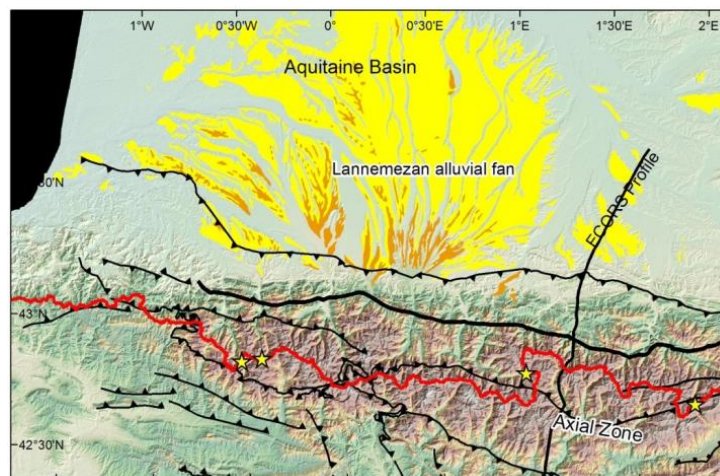 1°W 0°30'W 0° 0°30'E 1°E 1°30'E 2°E
Aquitaine Basin
Lannemezan alluvial fan
ECORS Profile
0'N
43°N
Axial Zone
42°30'N